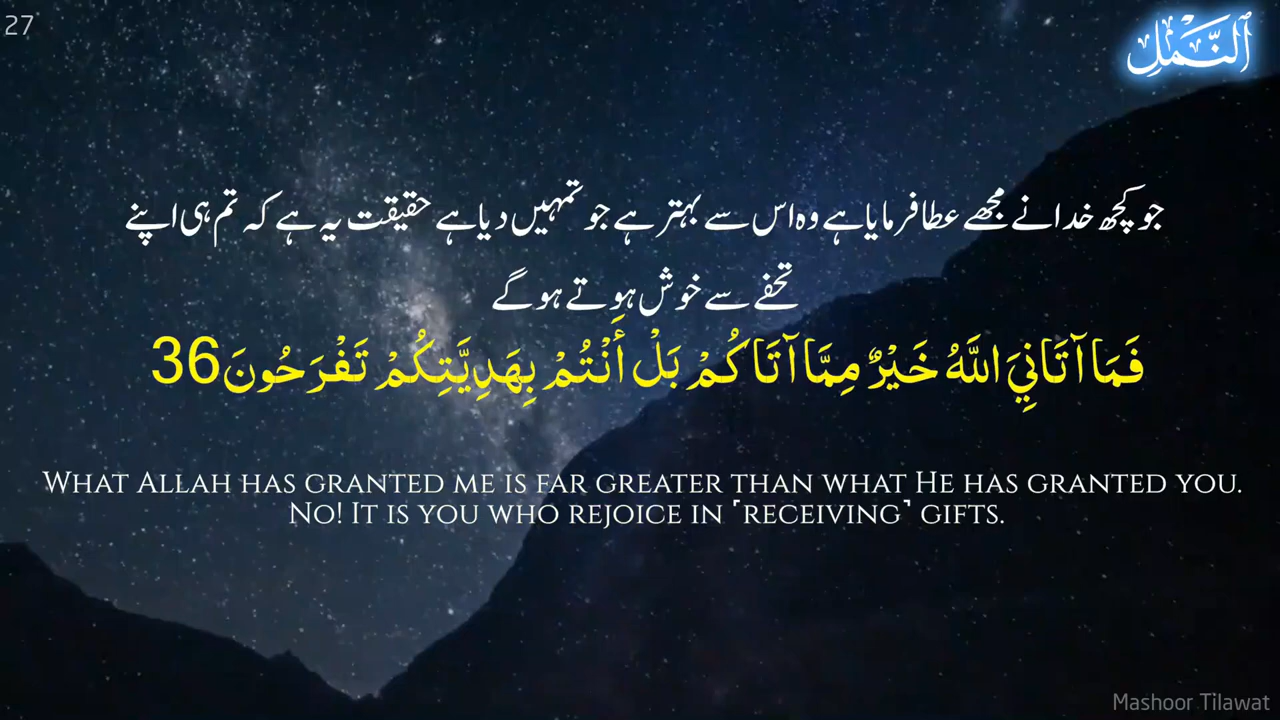 27
ٱلنَّمْلِ
جو کچھ خدا نے مجھے عطا فرمایا ہے وہ اس سے بہتر ہے جو تمہیں دیا ہے حقیقت یہ ہے کہ تم ہی اپنے
تحفے سے خوش ہوتے ہوگے
فَمَا آتَانِيَ اللَّهُ خَيْرٌ مِمَّا آتَاكُمْ بَلْ أَنْتُمْ بِهَدِيَّتِكُمْ تَفْرَحُونَ36
What Allah has granted me is far greater than what He has granted you.
No! It is you who rejoice in ˹receiving˺ gifts.
Mashoor Tilawat